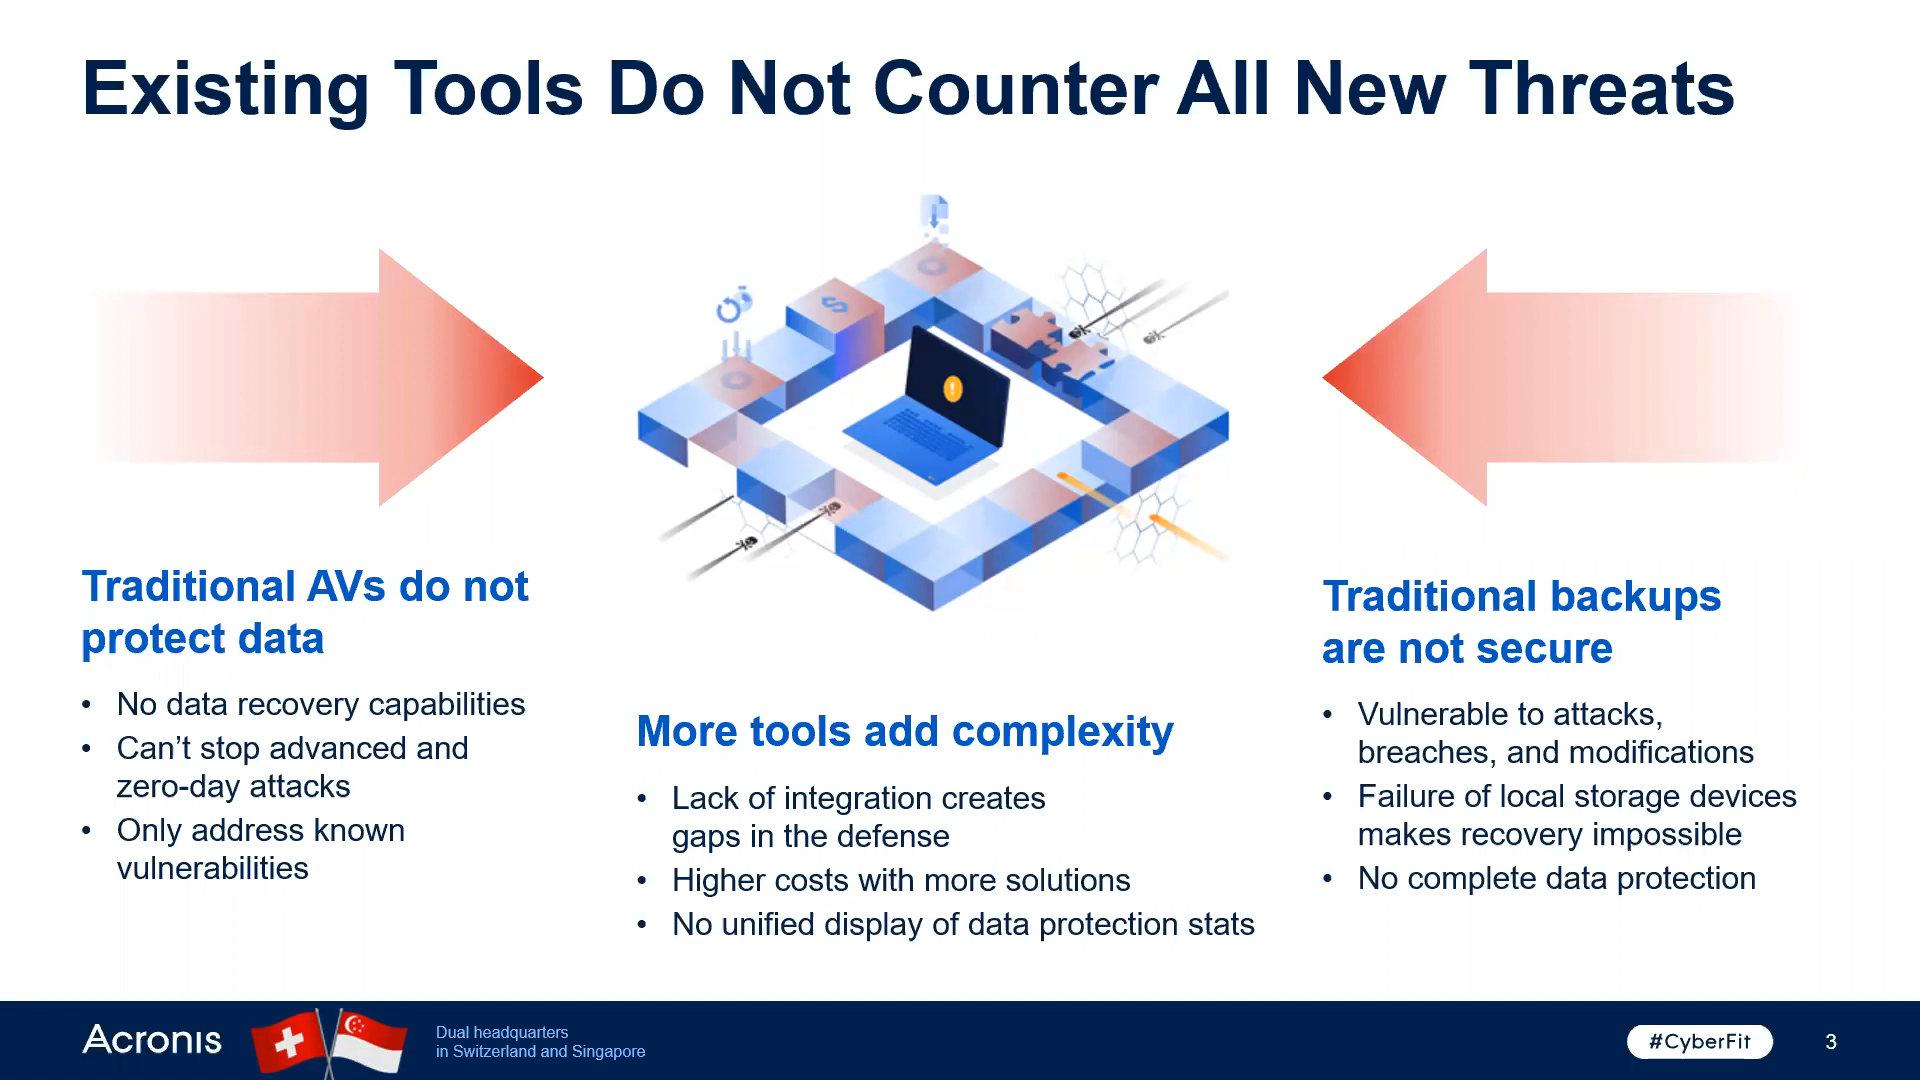 Existing Tools Do Not Counter All New Threats
Traditional AVs do not
protect data
• No data recovery capabilities
• Can’t stop advanced and
zero-day attacks
• Only address known
vulnerabilities
More tools add complexity
• Lack of integration creates
gaps in the defense
• Higher costs with more solutions
• No unified display of data protection stats
Traditional backups
are not secure
• Vulnerable to attacks,
breaches, and modifications
• Failure of local storage devices
makes recovery impossible
• No complete data protection
Acronis
Dual headquarters
in Switzerland and Singapore
#CyberFit
3